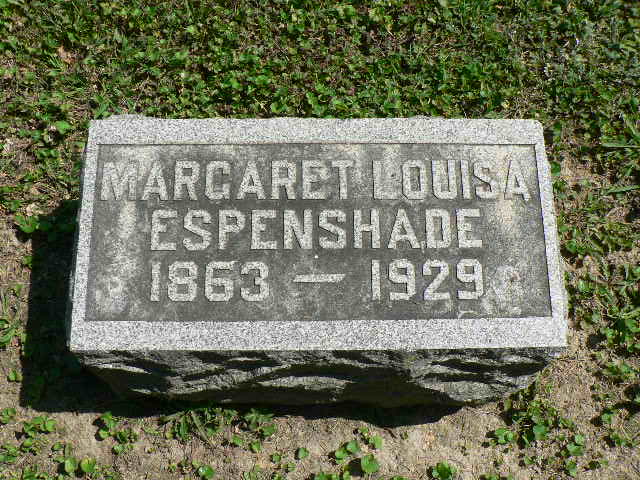 MARGARET LOUISA
ESPENSHADE
1863 — 1929